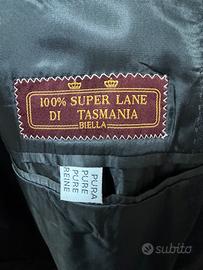 100% SUPER LANE
DI TASMANIA
BIELLA
PURA
PURE
PURE
REINE
subito